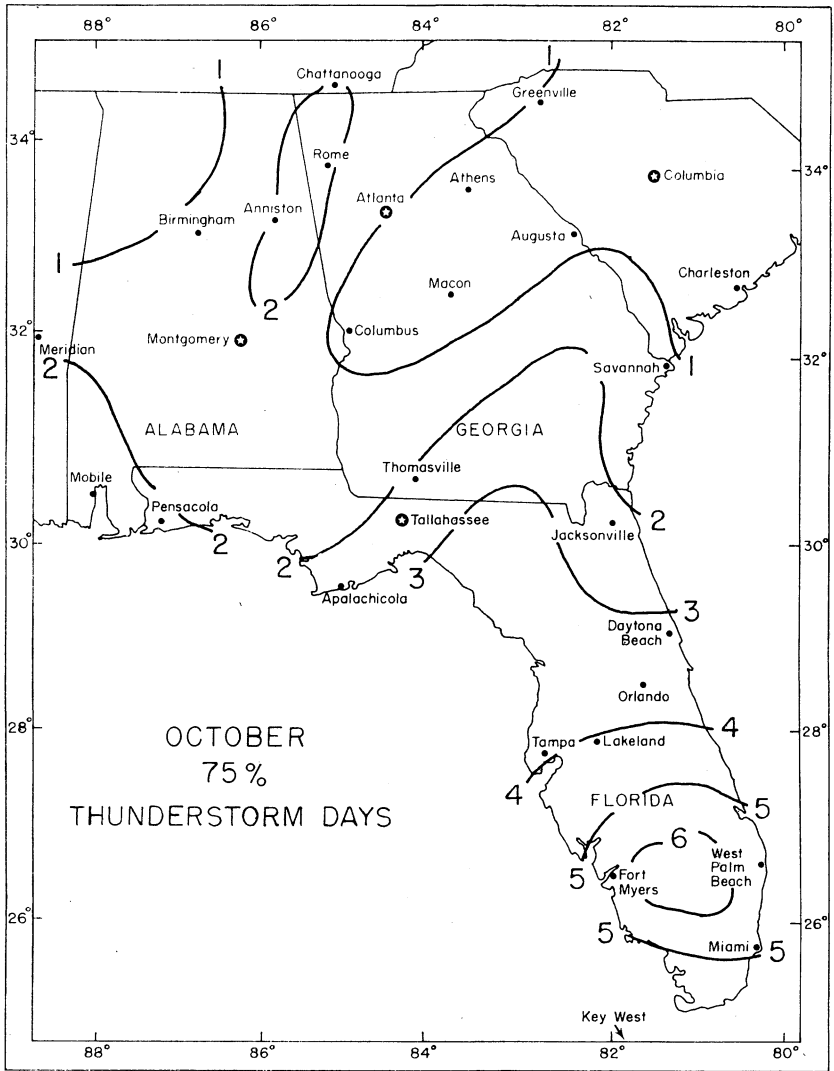 88° 86° 84° 82° 80°
1 Chattanooga 1
Greenville
34°
Rome
34°
Atlanta Athens Columbia
Birmingham Anniston
Augusta
1
Charleston
Macon
2
32° Columbus
Meridian Montgomery
32°
2 Savannah 1
ALABAMA GEORGIA
Thomasville
Mobile
Pensacola
Tallahassee 2
Jacksonville
30° 2 30°
2 3
Apalachicola
3
Daytona
Beach
Orlando
28° 4 28°
OCTOBER Tampa Lakeland
75%
THUNDERSTORM DAYS
4 FLORIDA 5
6
West
Palm
Beach
5 Fort
Myers
26° 26°
5 Miami 5
Key West
88° 86° 84° 82° 80°